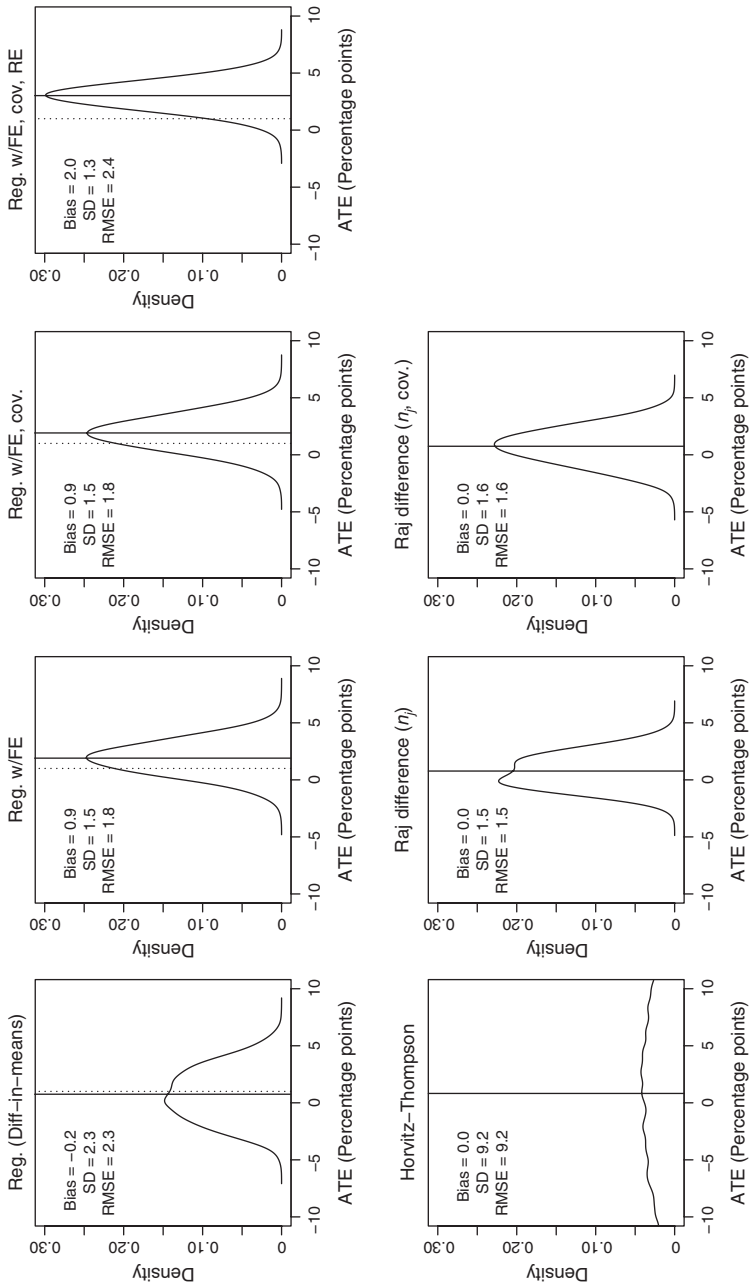 Reg. (Diff−in−means)
Bias = −0.2
SD = 2.3
RMSE = 2.3
Density
0.30
0.20
0.10
0
−10
−5
0
5
10
ATE (Percentage points)
Reg. w/FE
Bias = 0.9
SD = 1.5
RMSE = 1.8
Density
0.30
0.20
0.10
0
−10
−5
0
5
10
ATE (Percentage points)
Reg. w/FE, cov.
Bias = 0.9
SD = 1.5
RMSE = 1.8
Density
0.30
0.20
0.10
0
−10
−5
0
5
10
ATE (Percentage points)
Reg. w/FE, cov, RE
Bias = 2.0
SD = 1.3
RMSE = 2.4
Density
0.30
0.20
0.10
0
−10
−5
0
5
10
ATE (Percentage points)
Horvitz−Thompson
Bias = 0.0
SD = 9.2
RMSE = 9.2
Density
0.30
0.20
0.10
0
−10
−5
0
5
10
ATE (Percentage points)
Raj difference (nj)
Bias = 0.0
SD = 1.5
RMSE = 1.5
Density
0.30
0.20
0.10
0
−10
−5
0
5
10
ATE (Percentage points)
Raj difference (nj, cov.)
Bias = 0.0
SD = 1.6
RMSE = 1.6
Density
0.30
0.20
0.10
0
−10
−5
0
5
10
ATE (Percentage points)